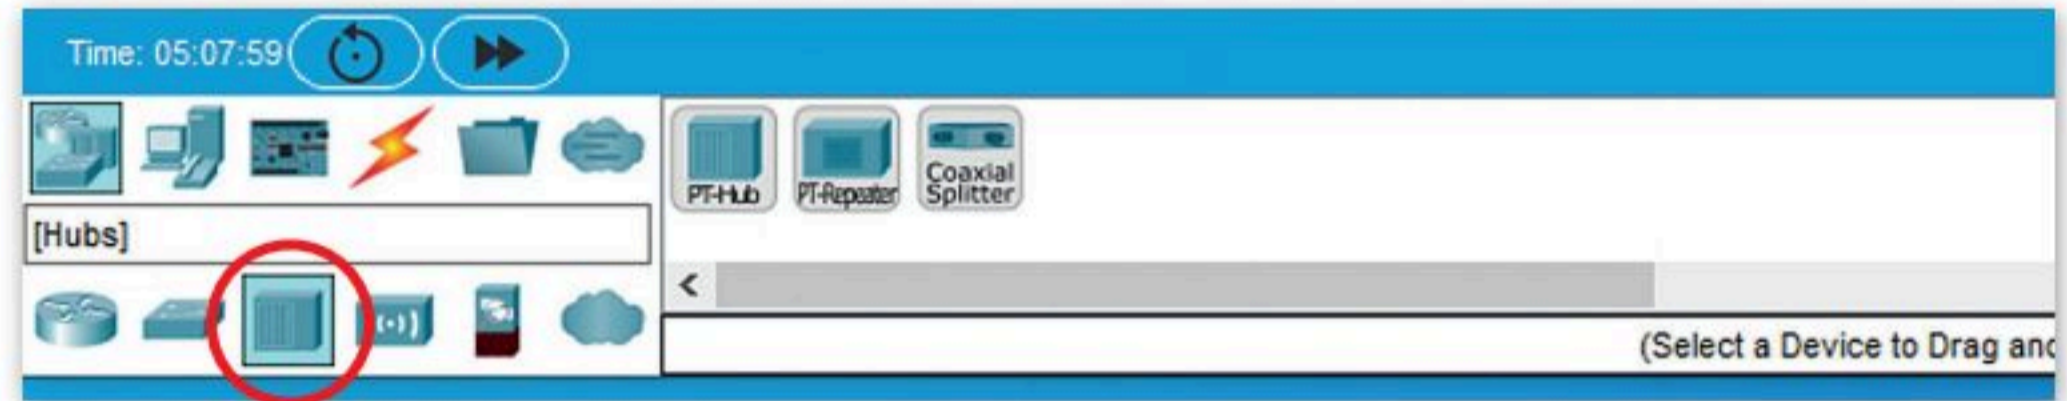 Time: 05:07:59
PT-Hub
PT-Repeater
Coaxial
Splitter
[Hubs]
(Select a Device to Drag and